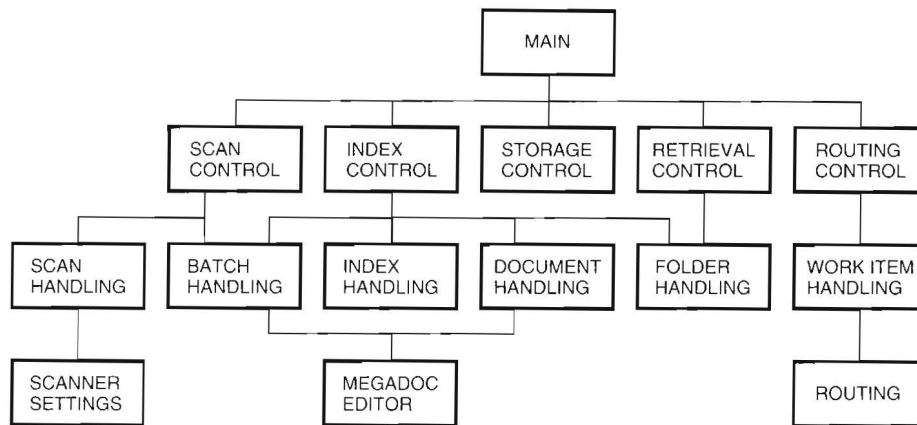 MAIN
SCAN
CONTROL
INDEX
CONTROL
STORAGE
CONTROL
RETRIEVAL
CONTROL
ROUTING
CONTROL
SCAN
HANDLING
BATCH
HANDLING
INDEX
HANDLING
DOCUMENT
HANDLING
FOLDER
HANDLING
WORK ITEM
HANDLING
SCANNER
SETTINGS
MEGADOC
EDITOR
ROUTING